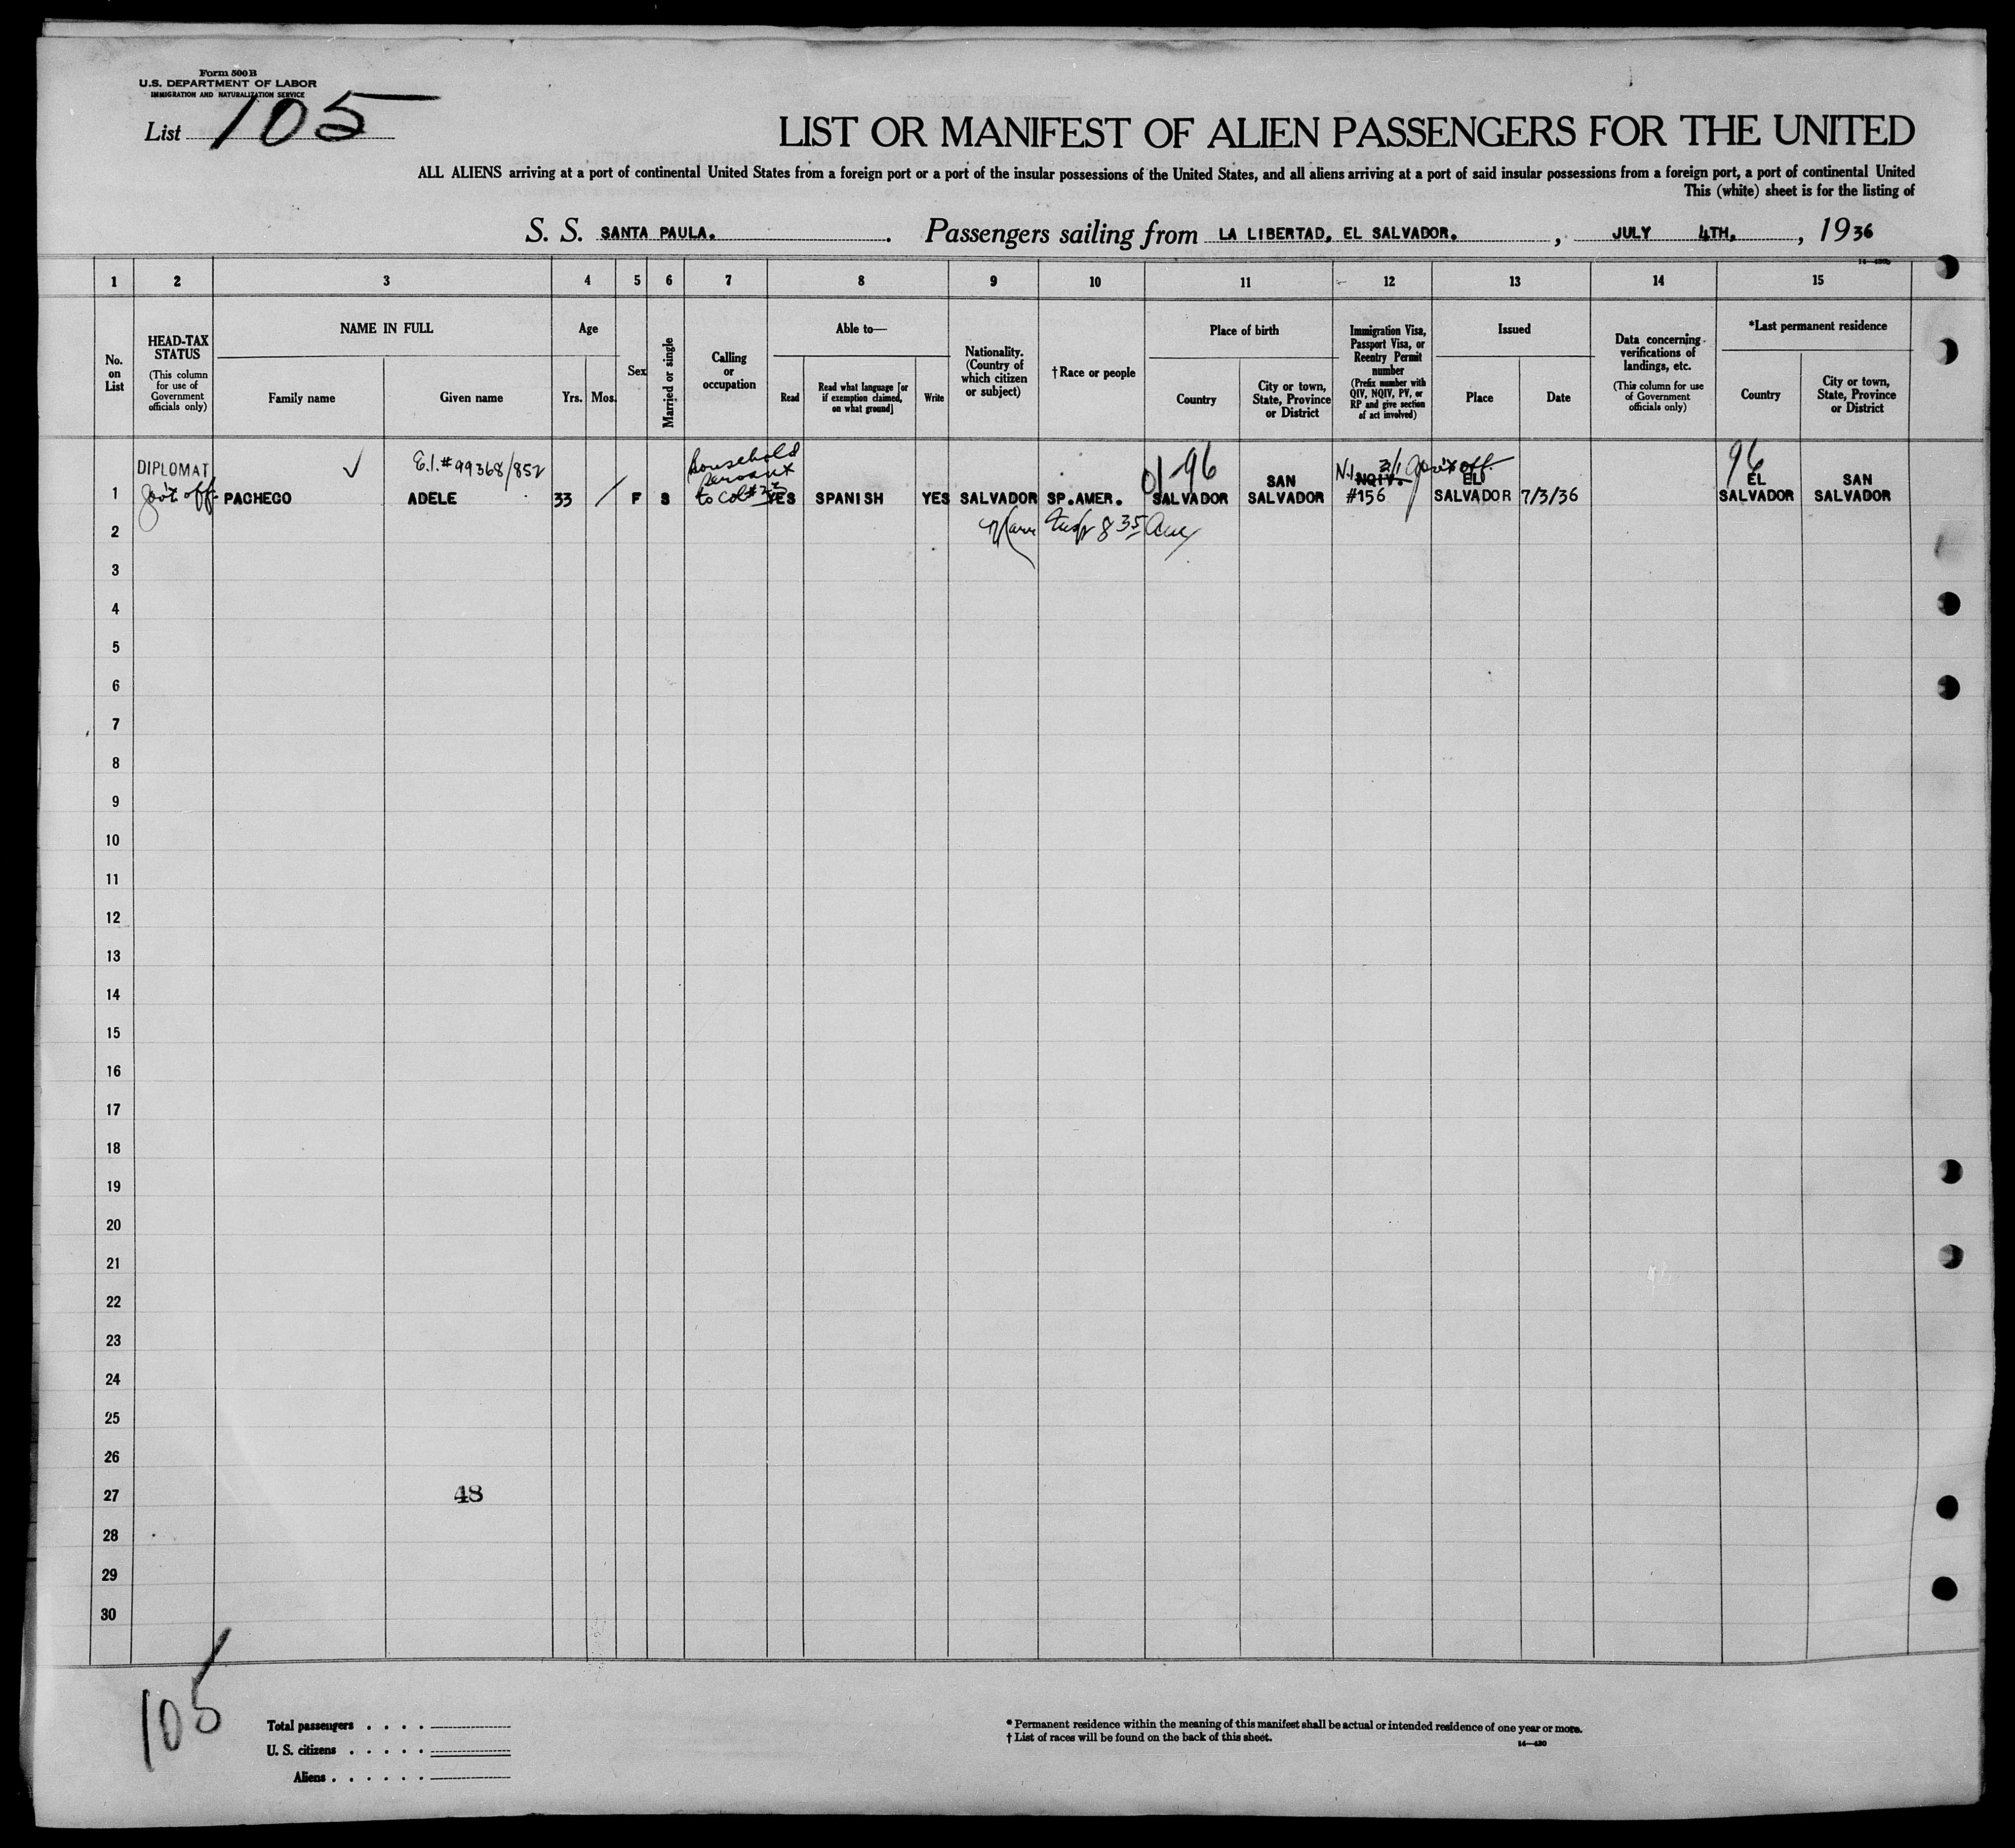 Form 500B
U.S. DEPARTMENT OF LABOR
IMMIGRATION AND NATURALIZATION SERVICE
List 105
LIST OR MANIFEST OF ALIEN PASSENGERS FOR THE UNITED
ALL ALIENS arriving at a port of continental United States from a foreign port or a port of the insular possessions of the United States, and all aliens arriving at a port of said insular possessions from a foreign port, a port of continental United
This (white) sheet is for the listing of
S. S. SANTA PAULA. . Passengers sailing from LA LIBERTAD, EL SALVADOR. , JULY 4TH. , 1936
1 2 3 4 5 6 7 8 9 10 11 12 13 14 15
No. on List
HEAD-TAX STATUS
(This column for use of Government officials only)
NAME IN FULL
Family name
Given name
Age
Yrs.
Mos.
Sex
Married or single
Calling or occupation
Able to—
Read
Read what language [or if exemption claimed, on what ground]
Write
Nationality. (Country of which citizen or subject)
†Race or people
Place of birth
Country
City or town, State, Province or District
Immigration Visa, Passport Visa, or Reentry Permit number
(Prefix number with QIV, NQIV, PV, or RP and give section of act involved)
Issued
Place
Date
Data concerning verifications of landings, etc.
(This column for use of Government officials only)
*Last permanent residence
Country
City or town, State, Province or District
DIPLOMAT
gov't off.
E.I.#99368/852
household
servant
to Col #23
01-96
N.I. 3/1 gov't off.
NQIV.
96
1 PACHECO ADELE 33 F S YES SPANISH YES SALVADOR SP.AMER. SALVADOR SAN SALVADOR #156 EL SALVADOR 7/3/36 EL SALVADOR SAN SALVADOR
2
3
4
5
6
7
8
9
10
11
12
13
14
15
16
17
18
19
20
21
22
23
24
25
26
27 48
28
29
30
105
Total passengers . . . .
U. S. citizens . . . . .
Aliens . . . . . .
* Permanent residence within the meaning of this manifest shall be actual or intended residence of one year or more.
† List of races will be found on the back of this sheet.
14—430